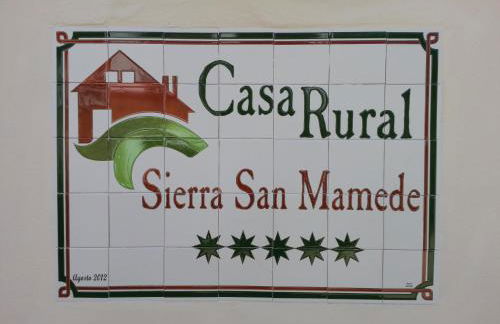 Casa Rural
Sierra San Mamede
Agosto 2012